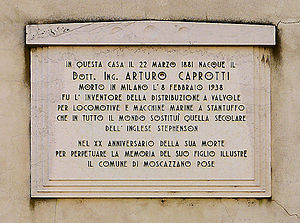 IN QUESTA CASA IL 22 MARZO 1881 NACQUE IL
DOTT. ING. ARTURO CAPROTTI
MORTO IN MILANO L'8 FEBBRAIO 1938
FU L'INVENTORE DELLA DISTRIBUZIONE A VALVOLE
PER LOCOMOTIVE E MACCHINE MARINE A STANTUFFO
CHE IN TUTTO IL MONDO SOSTITUÌ QUELLA SECOLARE
DELL'INGLESE STEPHENSON
NEL XX ANNIVERSARIO DELLA SUA MORTE
PER PERPETUARE LA MEMORIA DEL SUO FIGLIO ILLUSTRE
IL COMUNE DI MOSCAZZANO POSE